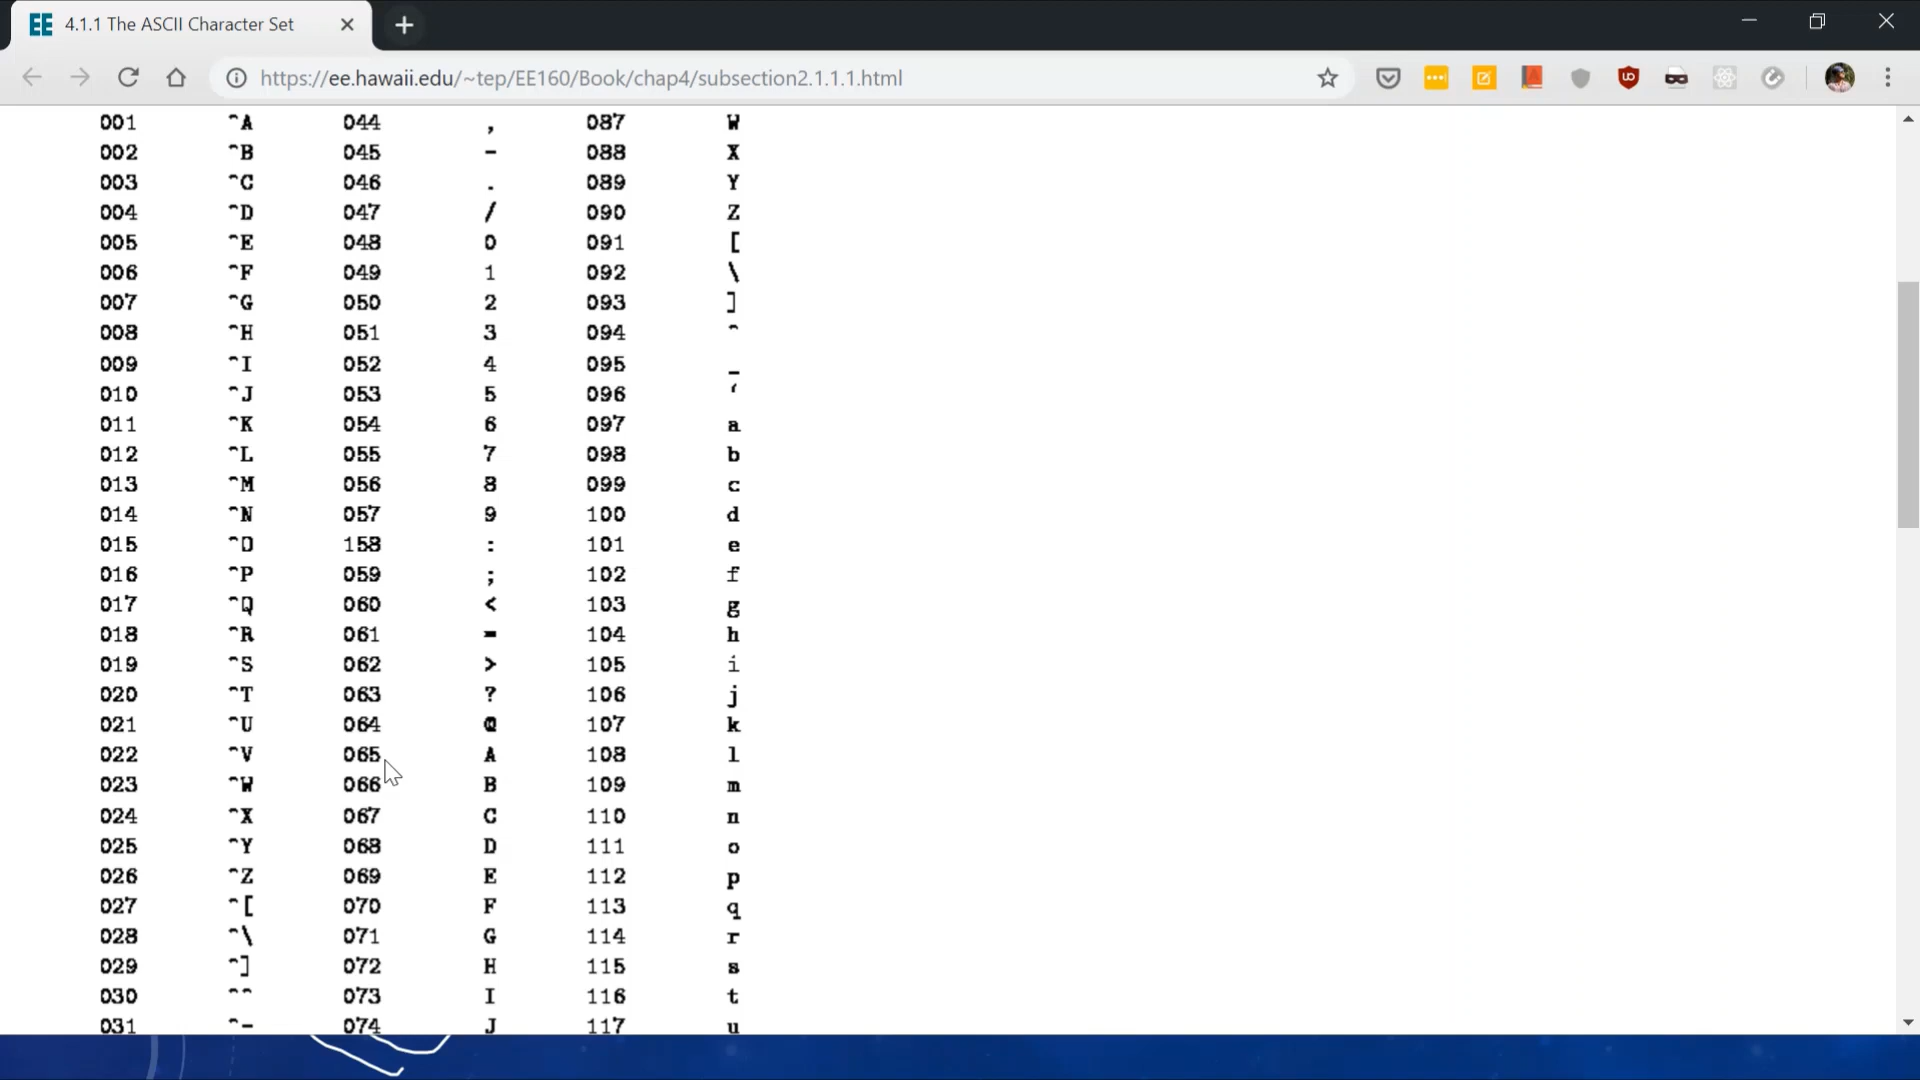 4.1.1 The ASCII Character Set
https://ee.hawaii.edu/~tep/EE160/Book/chap4/subsection2.1.1.1.html
001 ^A 044 , 087 W
002 ^B 045 - 088 X
003 ^C 046 . 089 Y
004 ^D 047 / 090 Z
005 ^E 048 0 091 [
006 ^F 049 1 092 \
007 ^G 050 2 093 ]
008 ^H 051 3 094 ^
009 ^I 052 4 095 _
010 ^J 053 5 096 ‘
011 ^K 054 6 097 a
012 ^L 055 7 098 b
013 ^M 056 8 099 c
014 ^N 057 9 100 d
015 ^O 158 : 101 e
016 ^P 059 ; 102 f
017 ^Q 060 < 103 g
018 ^R 061 = 104 h
019 ^S 062 > 105 i
020 ^T 063 ? 106 j
021 ^U 064 @ 107 k
022 ^V 065 A 108 l
023 ^W 066 B 109 m
024 ^X 067 C 110 n
025 ^Y 068 D 111 o
026 ^Z 069 E 112 p
027 ^[ 070 F 113 q
028 ^\ 071 G 114 r
029 ^] 072 H 115 s
030 ^^ 073 I 116 t
031 ^- 074 J 117 u